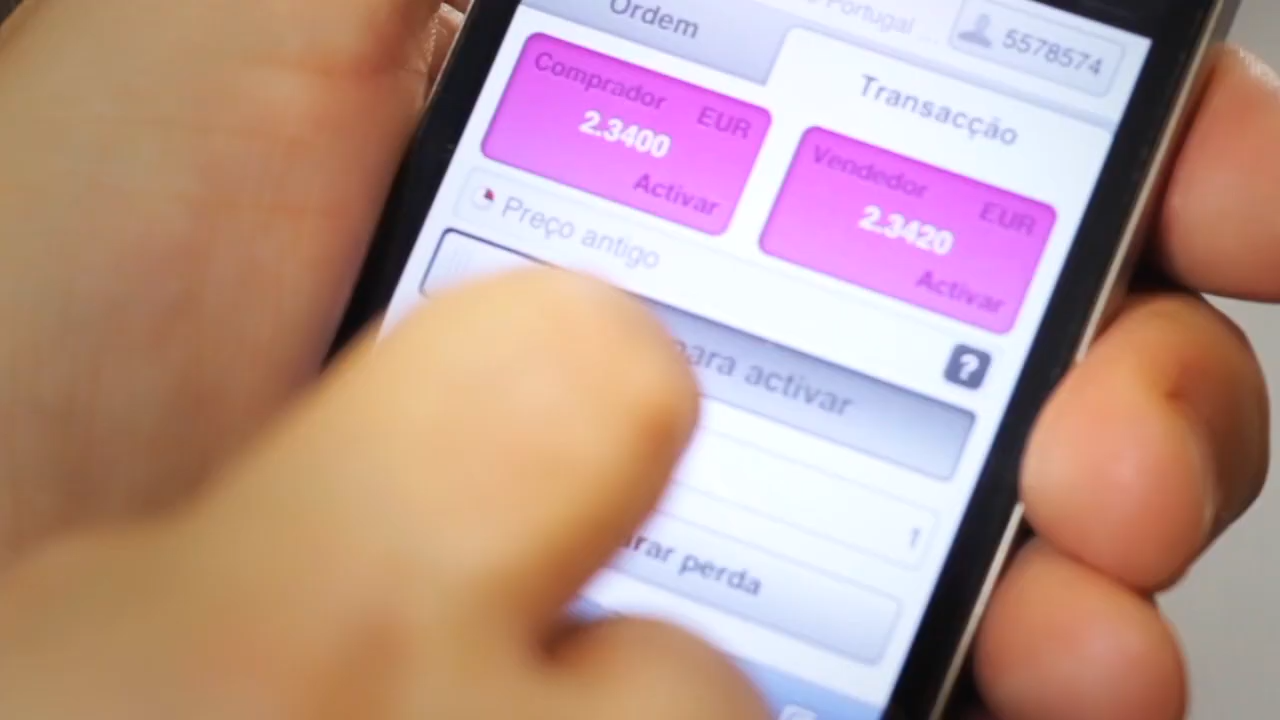 Portugal ...
5578574
Ordem
Transacção
Comprador
EUR
2.3400
Activar
Vendedor
EUR
2.3420
Activar
Preço antigo
?
para activar
1
perda